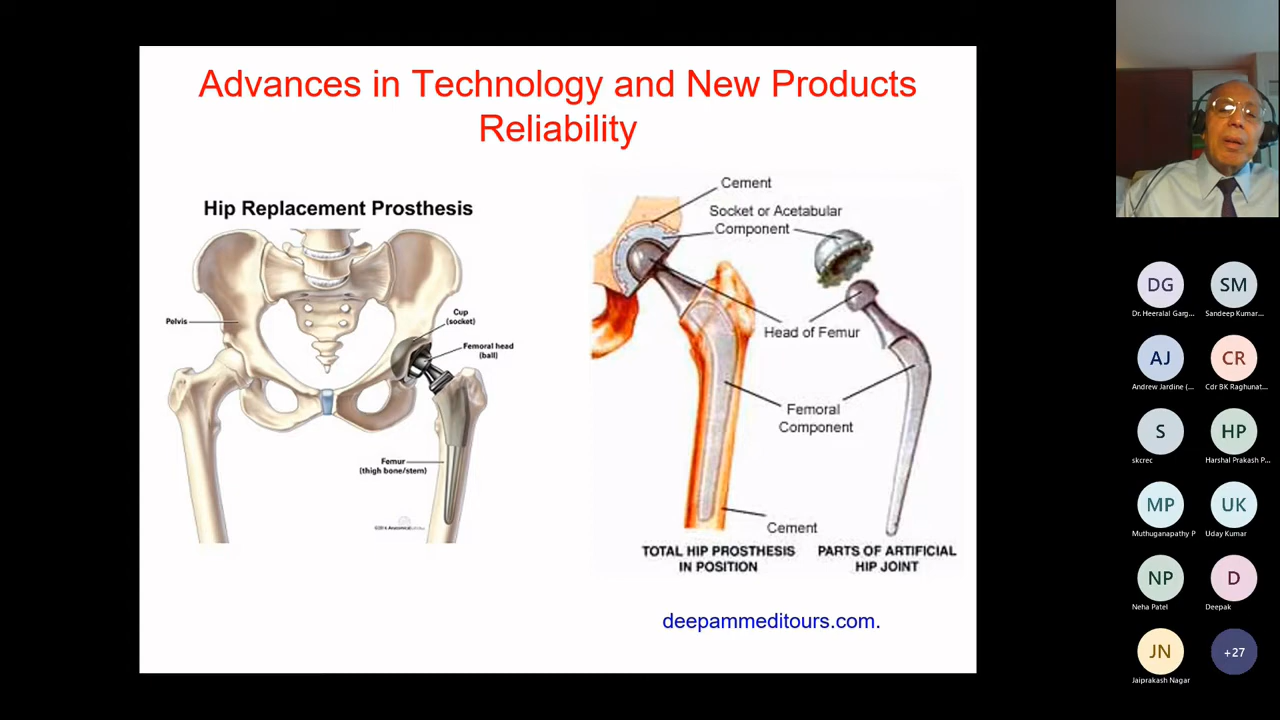 Advances in Technology and New Products
Reliability
Hip Replacement Prosthesis
Pelvis
Cup
(socket)
Femoral head
(ball)
Femur
(thigh bone/stem)
Cement
Socket or Acetabular
Component
Head of Femur
Femoral
Component
Cement
TOTAL HIP PROSTHESIS
IN POSITION
PARTS OF ARTIFICIAL
HIP JOINT
deepammeditours.com.
DG
Dr. Heeralal Garg...
SM
Sandeep Kumar...
AJ
Andrew Jardine (...
CR
Cdr BK Raghunat...
S
skcrec
HP
Harshal Prakash P...
MP
Muthuganapathy P
UK
Uday Kumar
NP
Neha Patel
D
Deepak
JN
Jaiprakash Nagar
+27